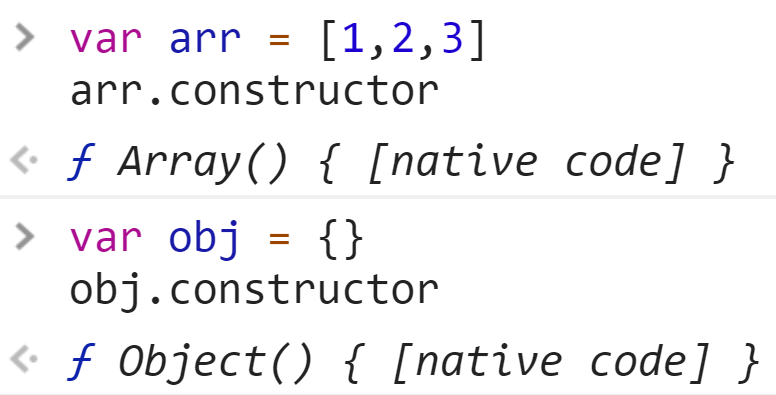 > var arr = [1,2,3]
arr.constructor
<· ƒ Array() { [native code] }
> var obj = {}
obj.constructor
<· ƒ Object() { [native code] }